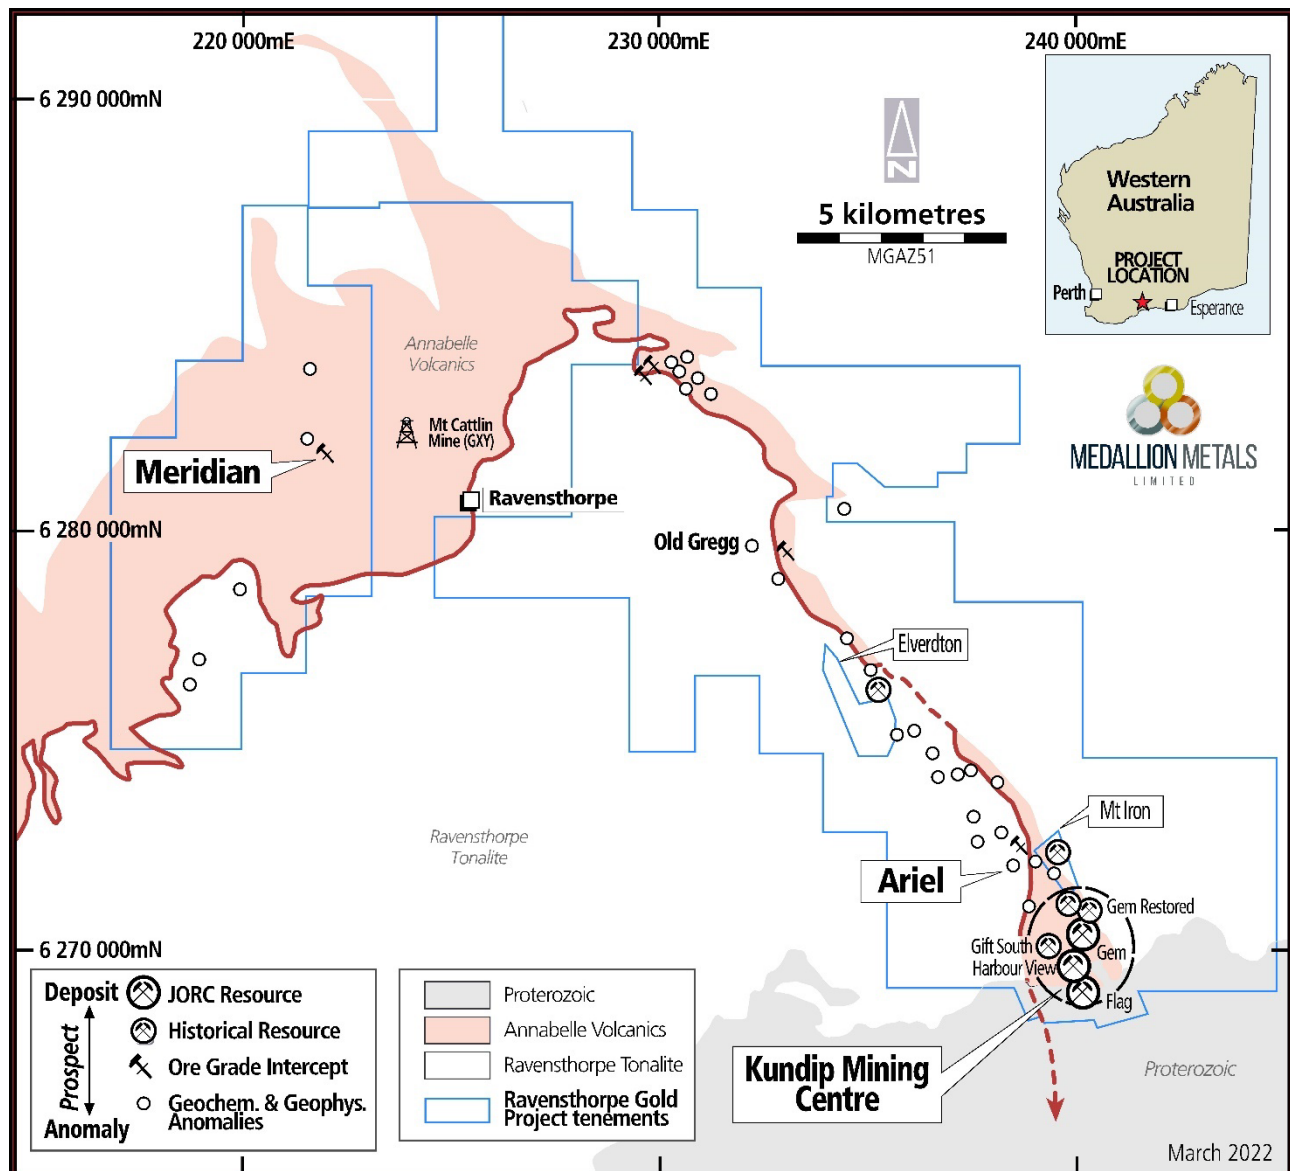 220 000mE
230 000mE
240 000mE
6 290 000mN
N
5 kilometres
MGAZ51
Western
Australia
PROJECT
LOCATION
Perth
Esperance
Annabelle
Volcanics
MEDALLION METALS
LIMITED
Mt Cattlin
Mine (GXY)
Meridian
Ravensthorpe
6 280 000mN
Old Gregg
Elverdton
Mt Iron
Ravensthorpe
Tonalite
Ariel
Gem Restored
6 270 000mN
Gift South
Gem
Harbour View
Flag
Kundip Mining
Centre
Proterozoic
Deposit
JORC Resource
Historical Resource
Prospect
Ore Grade Intercept
Geochem. & Geophys.
Anomalies
Anomaly
Proterozoic
Annabelle Volcanics
Ravensthorpe Tonalite
Ravensthorpe Gold
Project tenements
March 2022